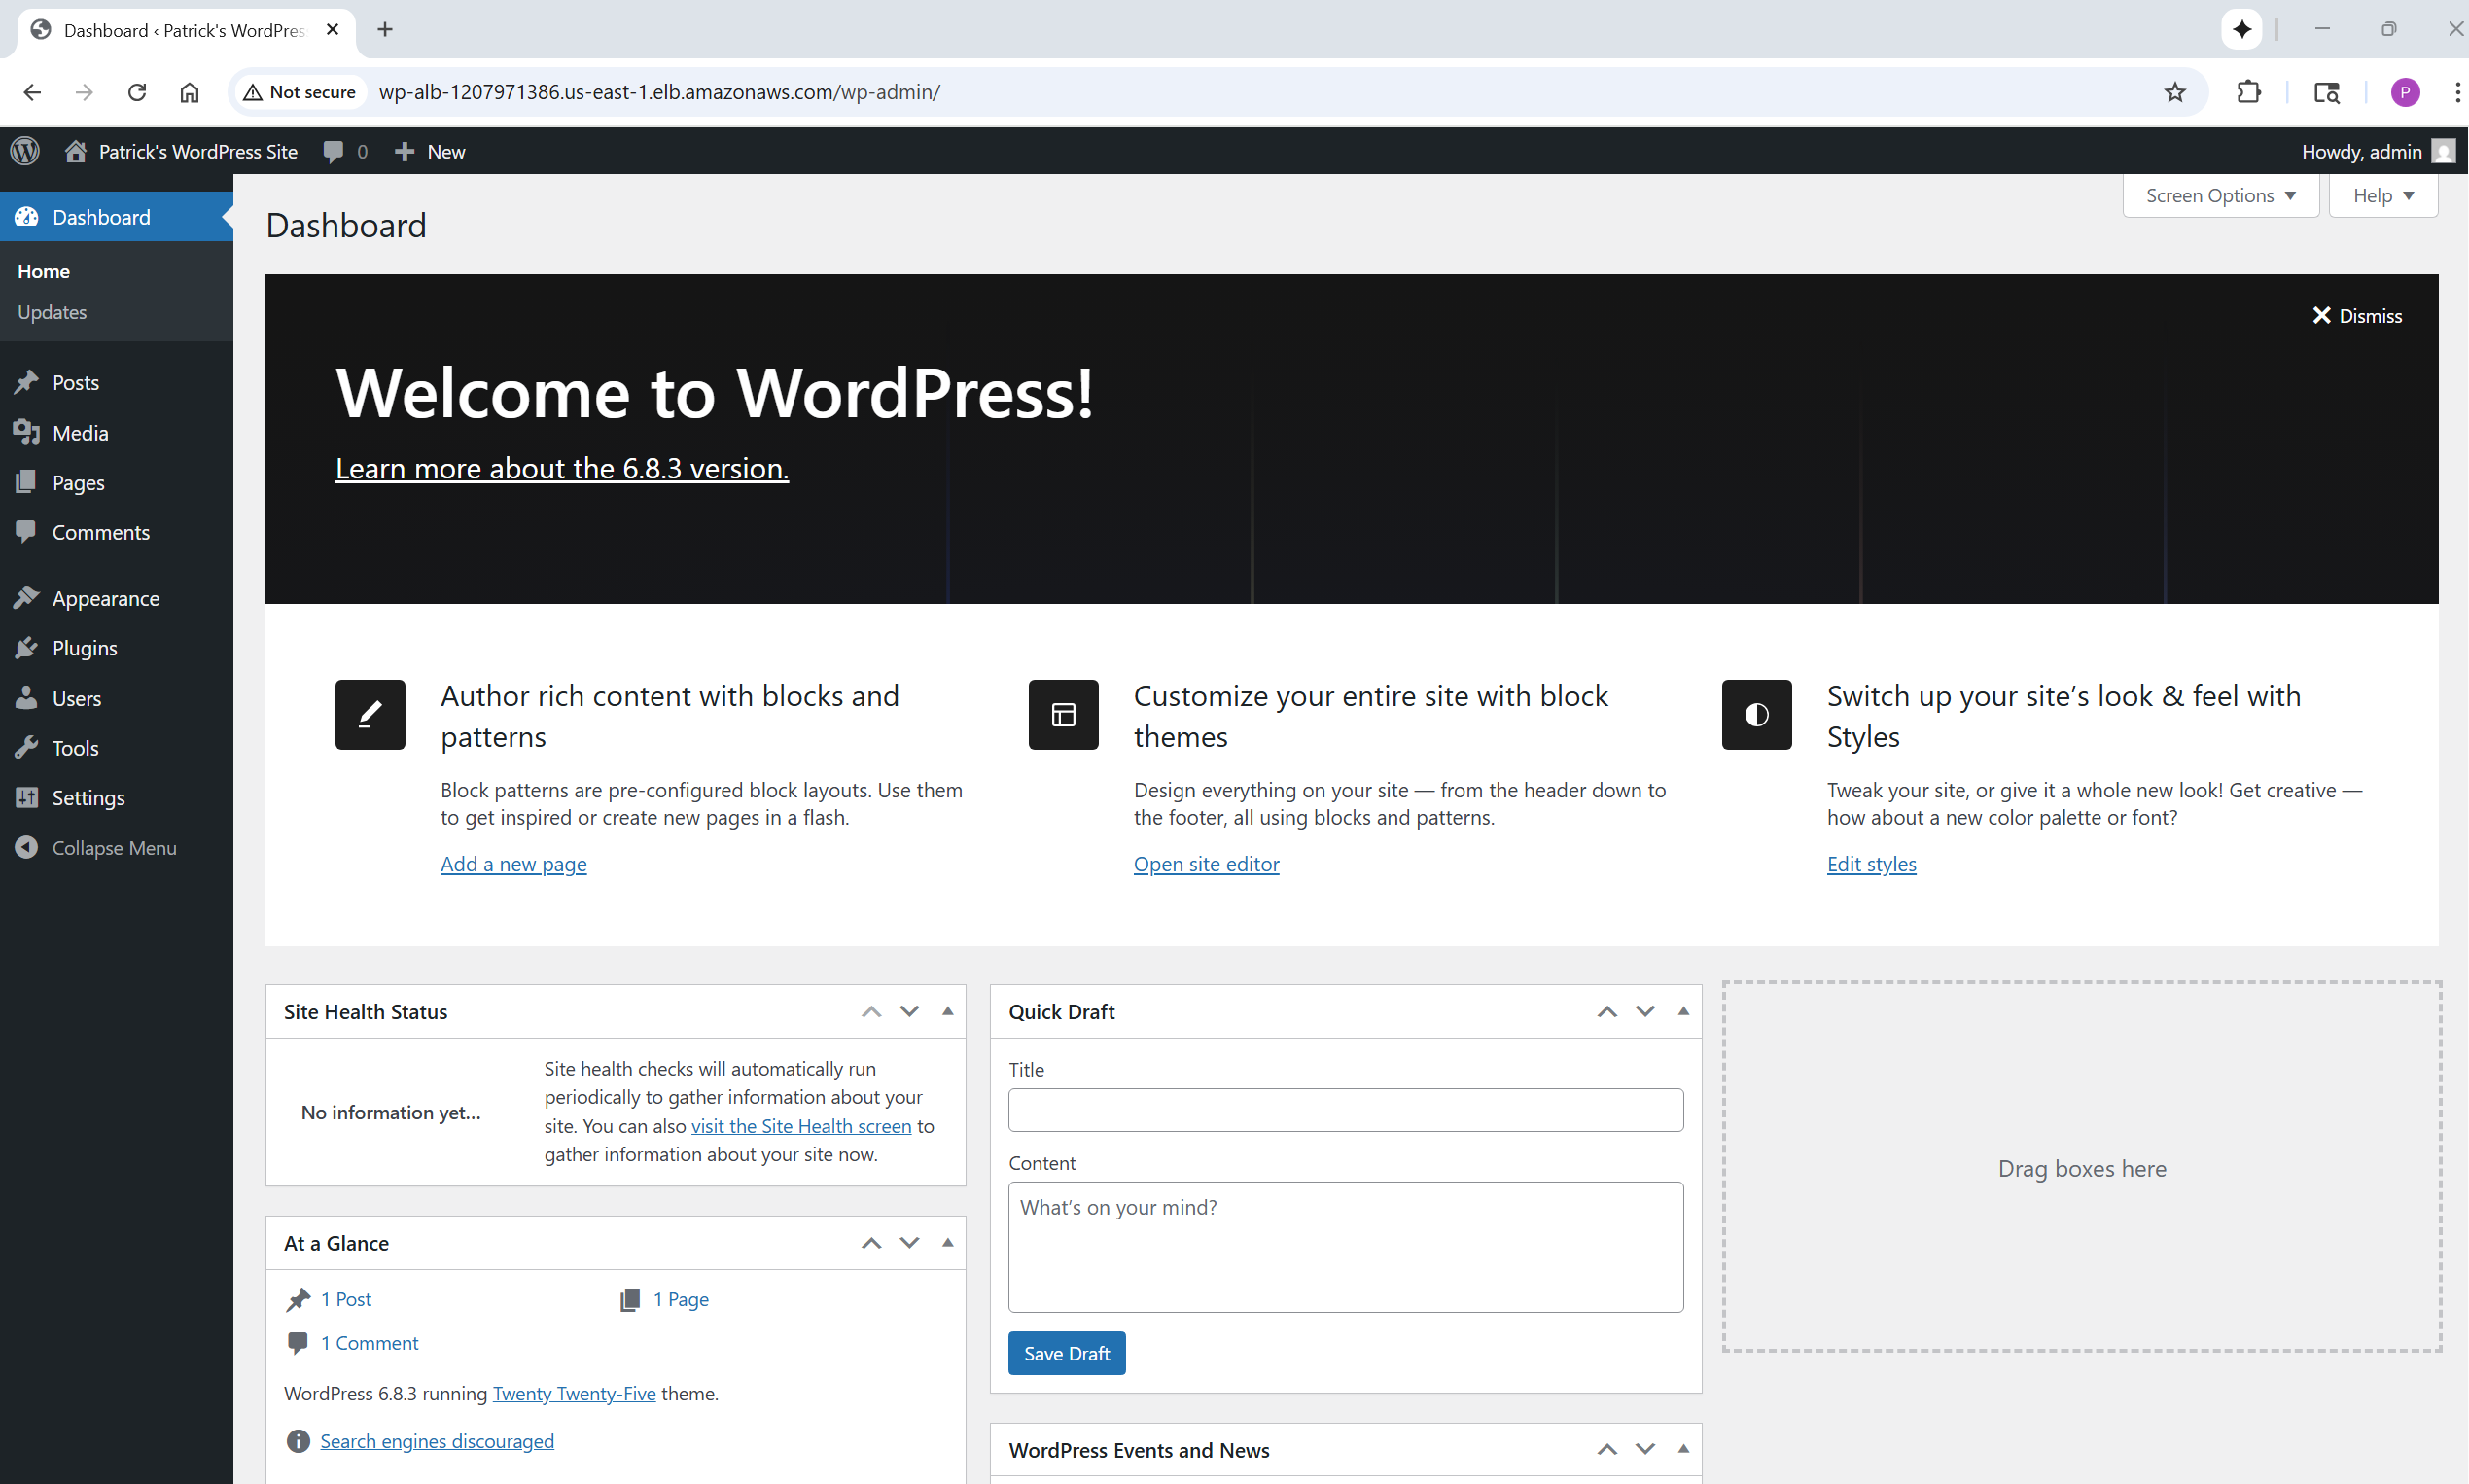 Dashboard ‹ Patrick's WordPres
Not secure
wp-alb-1207971386.us-east-1.elb.amazonaws.com/wp-admin/
P
Patrick's WordPress Site
0
New
Howdy, admin
Dashboard
Home
Updates
Posts
Media
Pages
Comments
Appearance
Plugins
Users
Tools
Settings
Collapse Menu
Screen Options
Help
Dashboard
Dismiss
Welcome to WordPress!
Learn more about the 6.8.3 version.
Author rich content with blocks and
patterns
Block patterns are pre-configured block layouts. Use them
to get inspired or create new pages in a flash.
Add a new page
Customize your entire site with block
themes
Design everything on your site — from the header down to
the footer, all using blocks and patterns.
Open site editor
Switch up your site’s look & feel with
Styles
Tweak your site, or give it a whole new look! Get creative —
how about a new color palette or font?
Edit styles
Site Health Status
No information yet…
Site health checks will automatically run
periodically to gather information about your
site. You can also visit the Site Health screen to
gather information about your site now.
At a Glance
1 Post
1 Page
1 Comment
WordPress 6.8.3 running Twenty Twenty-Five theme.
Search engines discouraged
Quick Draft
Title
Content
What’s on your mind?
Save Draft
WordPress Events and News
Drag boxes here